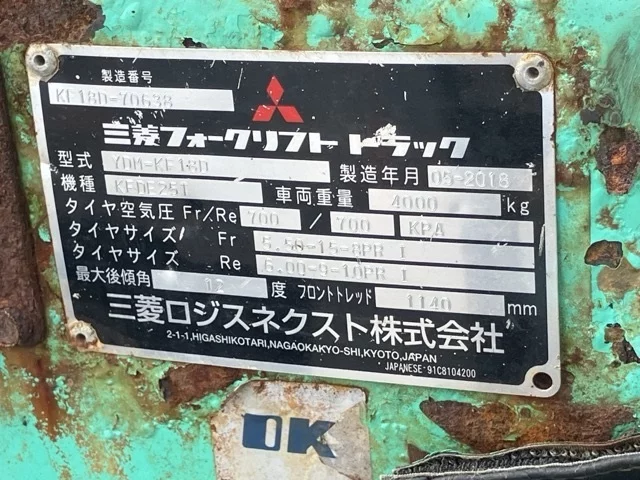 製造番号
KE18D-70638
三菱フォークリフトトラック
型式 YDM-KE18D 製造年月 05-2018
機種 KEDE25T 車両重量 4000 kg
タイヤ空気圧 Fr/Re 700 / 700 KPA
タイヤサイズ Fr 6.50-15-8PR I
タイヤサイズ Re 6.00-9-10PR I
最大後傾角 12 度 フロントトレッド 1140 mm
三菱ロジスネクスト株式会社
2-1-1,HIGASHIKOTARI,NAGAOKAKYO-SHI,KYOTO,JAPAN
JAPANESE 91C8104200
OK